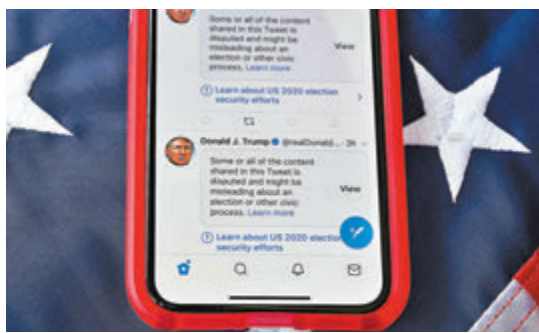 Some or all of the content
shared in this Tweet is
disputed and might be
misleading about an
election or other civic
process. Learn more
View
Learn about US 2020 election
security efforts
Donald J. Trump @realDonald... · 2h
Some or all of the content
shared in this Tweet is
disputed and might be
misleading about an
election or other civic
process. Learn more
View
Learn about US 2020 election
security efforts